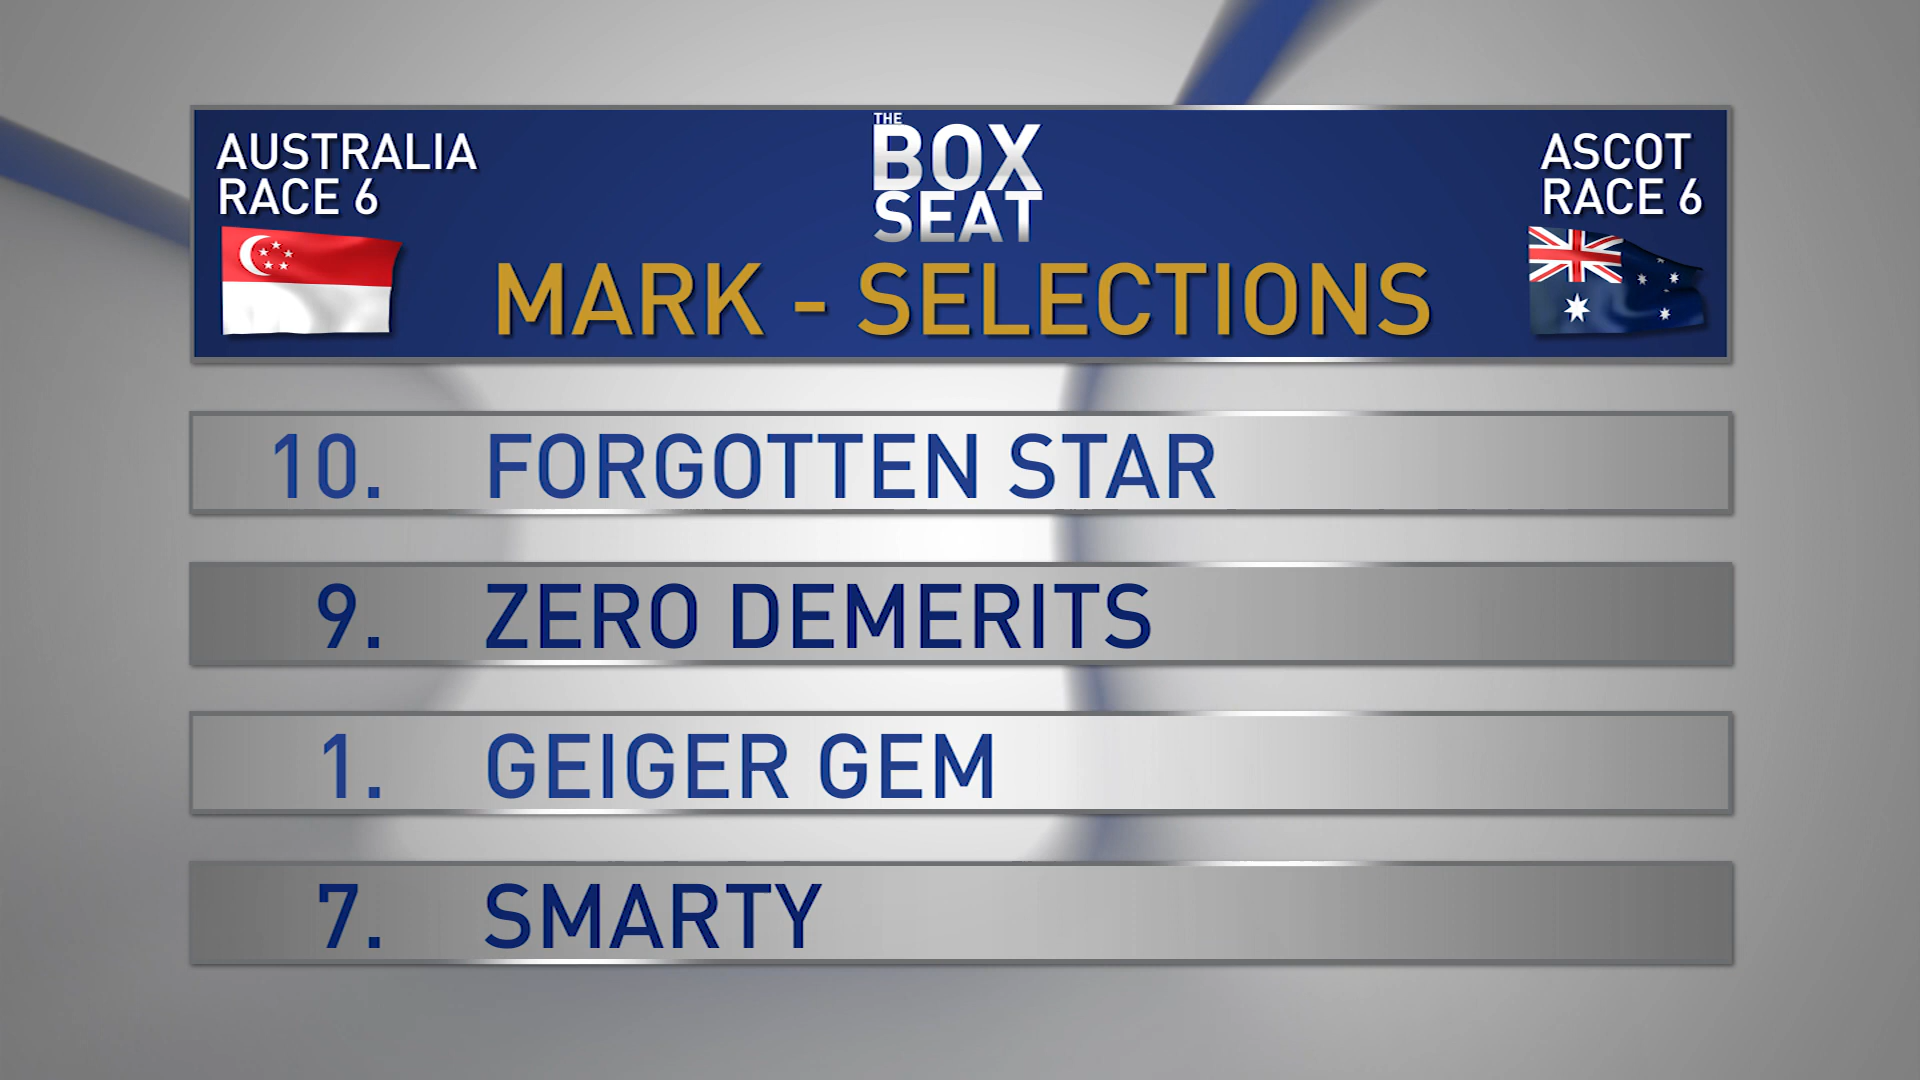 AUSTRALIA
RACE 6
THE
BOX
SEAT
ASCOT
RACE 6
MARK - SELECTIONS
10. FORGOTTEN STAR
9. ZERO DEMERITS
1. GEIGER GEM
7. SMARTY